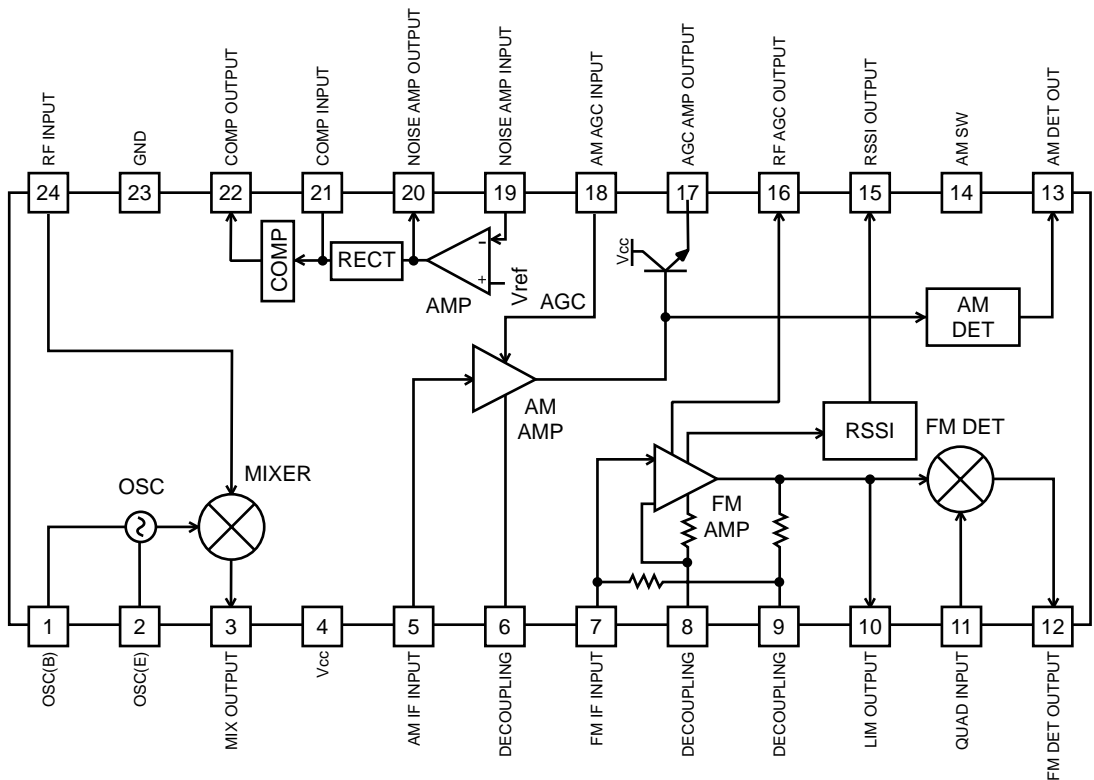 RF INPUT
GND
COMP OUTPUT
COMP INPUT
NOISE AMP OUTPUT
NOISE AMP INPUT
AM AGC INPUT
AGC AMP OUTPUT
RF AGC OUTPUT
RSSI OUTPUT
AM SW
AM DET OUT
24
23
22
21
20
19
18
17
16
15
14
13
COMP
RECT
-
+
AMP
Vref
AGC
Vcc
AM
DET
AM
AMP
RSSI
FM DET
MIXER
OSC
FM
AMP
1
2
3
4
5
6
7
8
9
10
11
12
OSC(B)
OSC(E)
MIX OUTPUT
Vcc
AM IF INPUT
DECOUPLING
FM IF INPUT
DECOUPLING
DECOUPLING
LIM OUTPUT
QUAD INPUT
FM DET OUTPUT